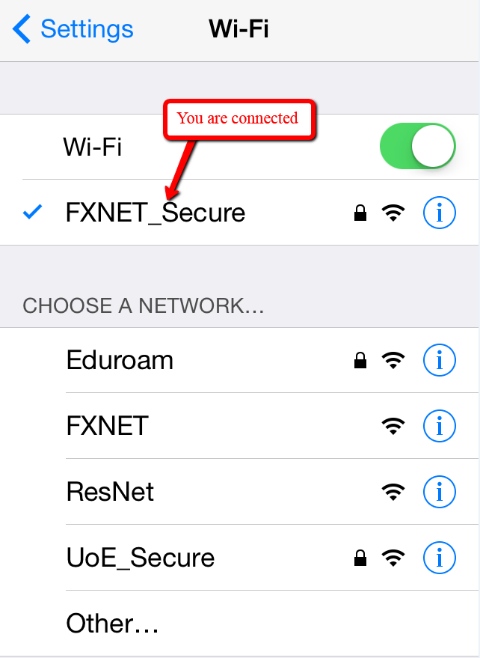 Settings
Wi-Fi
You are connected
Wi-Fi
FXNET_Secure
CHOOSE A NETWORK...
Eduroam
FXNET
ResNet
UoE_Secure
Other...